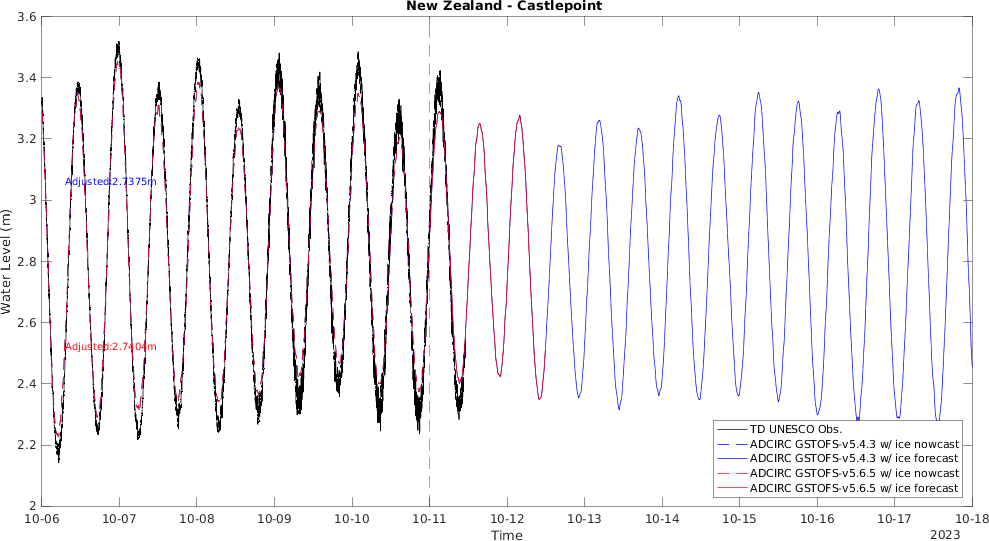 New Zealand - Castlepoint
3.6
3.4
3.2
3
2.8
2.6
2.4
2.2
2
Water Level (m)
Adjusted:2.7375m
Adjusted:2.7404m
TD UNESCO Obs.
ADCIRC GSTOFS-v5.4.3 w/ ice nowcast
ADCIRC GSTOFS-v5.4.3 w/ ice forecast
ADCIRC GSTOFS-v5.6.5 w/ ice nowcast
ADCIRC GSTOFS-v5.6.5 w/ ice forecast
10-06 10-07 10-08 10-09 10-10 10-11 10-12 10-13 10-14 10-15 10-16 10-17 10-18
Time
2023